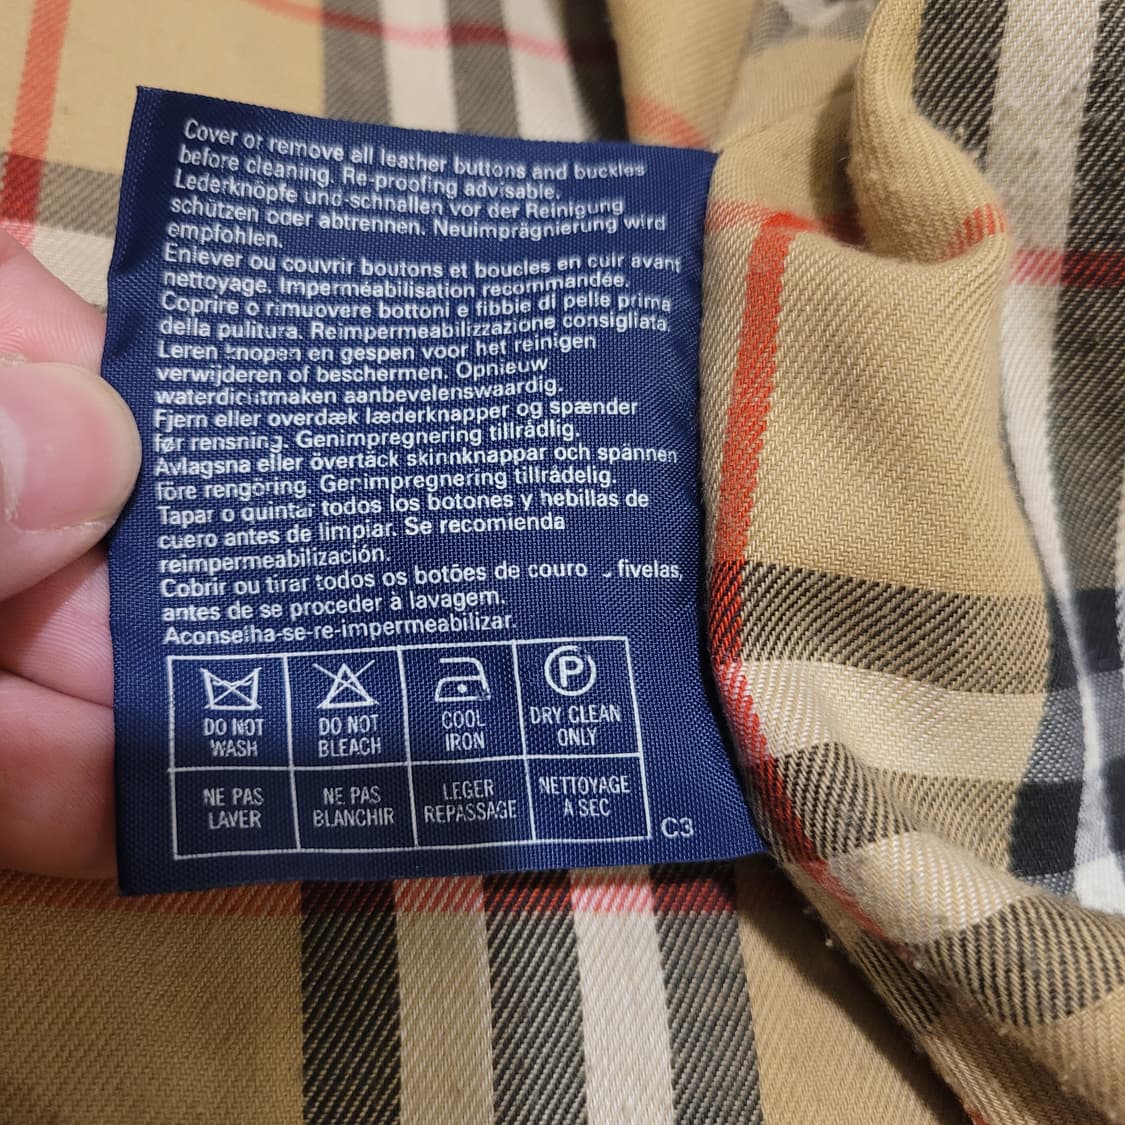 Cover or remove all leather buttons and buckles
before cleaning. Re-proofing advisable.
Lederknöpfe und-schnallen vor der Reinigung
schützen oder abtrennen. Neuimprägnierung wird
empfohlen.
Enlever ou couvrir boutons et boucles en cuir avant
nettoyage. Imperméabilisation recommandée.
Coprire o rimuovere bottoni e fibbie di pelle prima
della pulitura. Reimpermeabilizzazione consigliata.
Leren knopen en gespen voor het reinigen
verwijderen of beschermen. Opnieuw
waterdichtmaken aanbevelenswaardig.
Fjern eller overdæk læderknapper og spænder
før rensning. Genimpregnering tillrådlig.
Avlagsna eller övertäck skinnknappar och spännen
före rengöring. Genimpregnering tillrådelig.
Tapar o quintar todos los botones y hebillas de
cuero antes de limpiar. Se recomienda
reimpermeabilización.
Cobrir ou tirar todos os botões de couro fivelas,
antes de se proceder à lavagem.
Aconselha-se-re-impermeabilizar.
P
DO NOT WASH DO NOT BLEACH COOL IRON DRY CLEAN ONLY
NE PAS LAVER NE PAS BLANCHIR LEGER REPASSAGE NETTOYAGE A SEC
C3